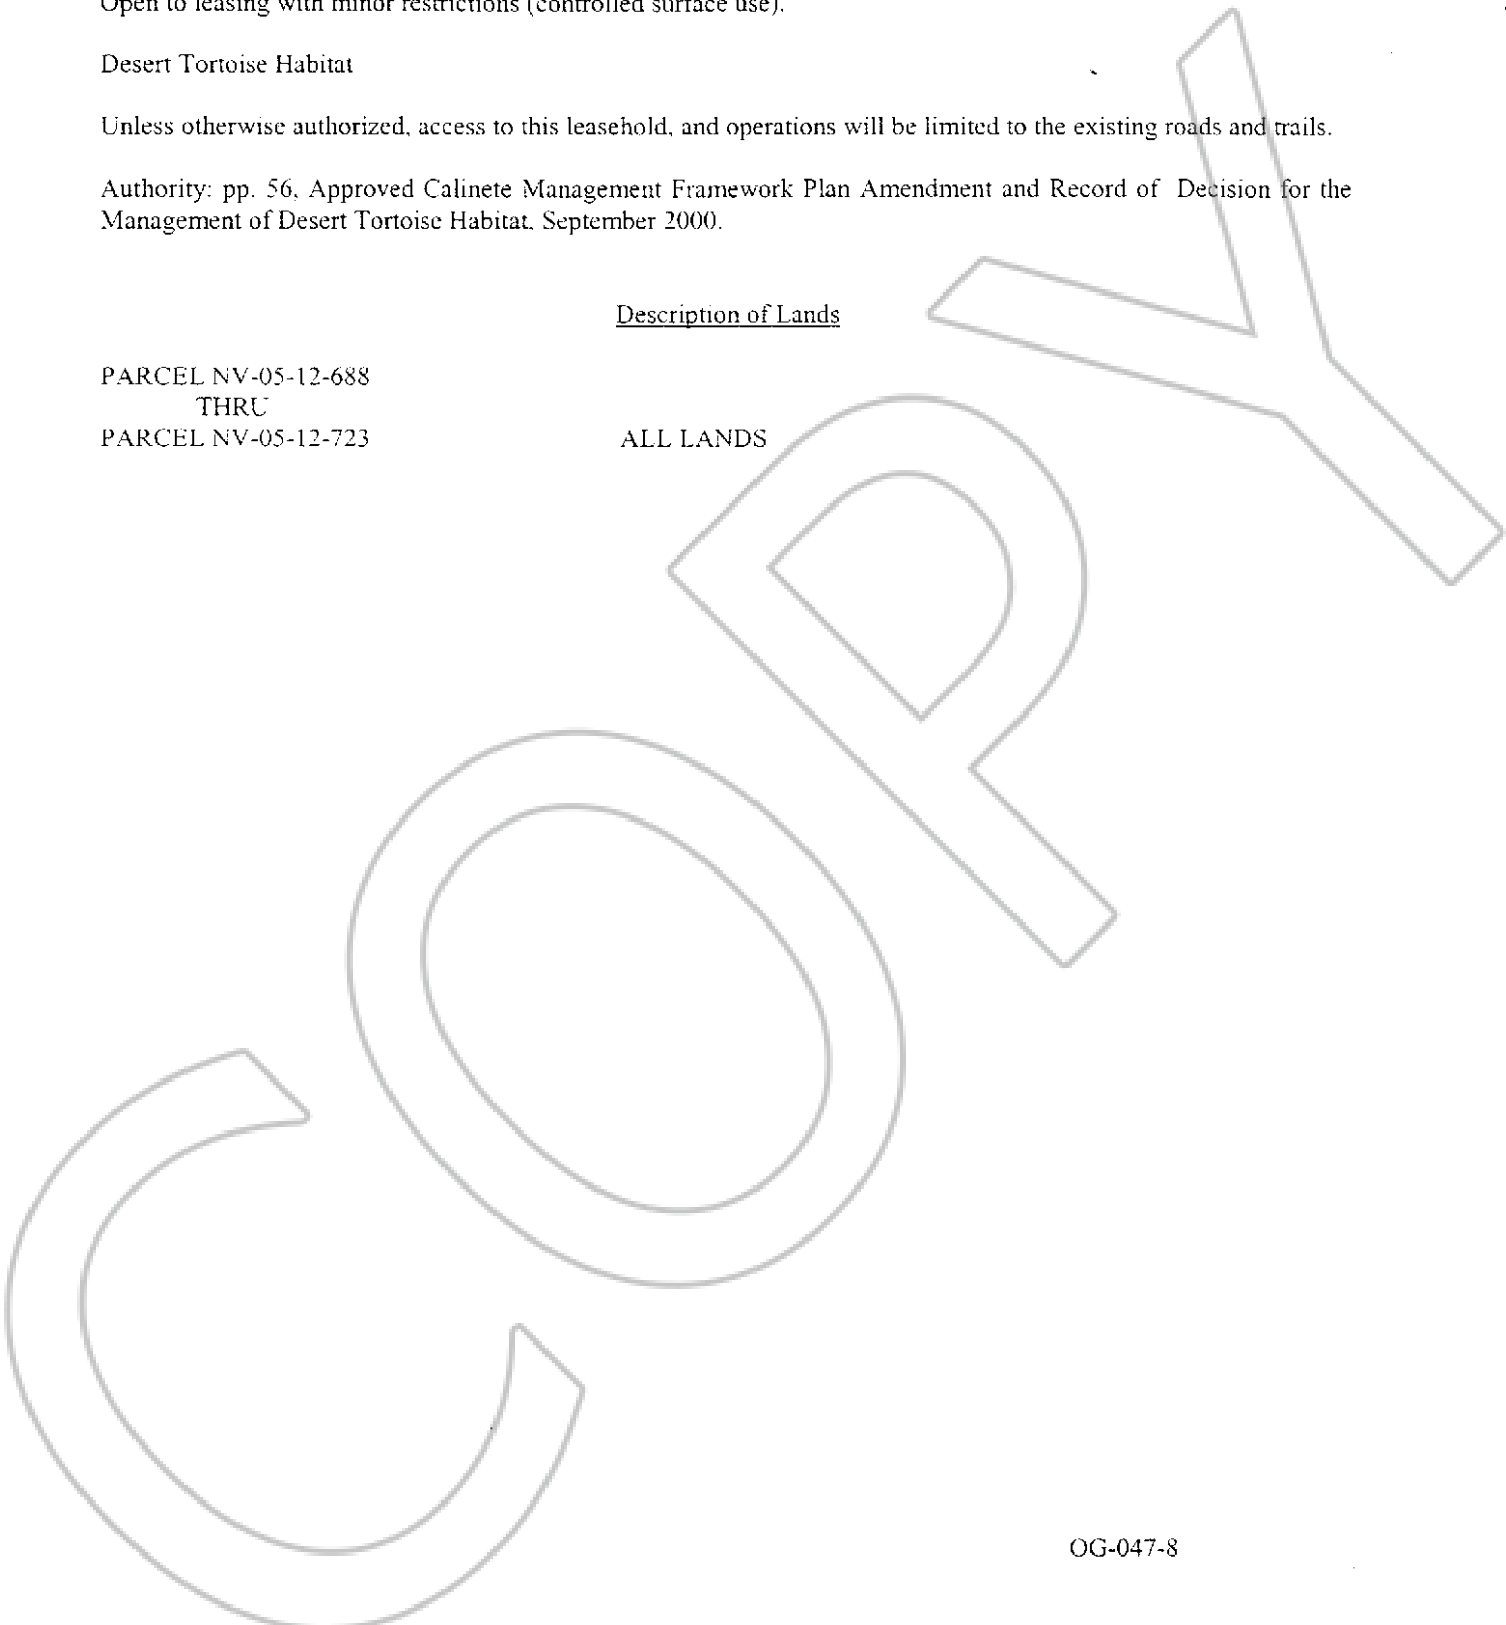 Open to leasing with minor restrictions (controlled surface use).
Desert Tortoise Habitat
Unless otherwise authorized, access to this leasehold, and operations will be limited to the existing roads and trails.
Authority: pp. 56, Approved Calinete Management Framework Plan Amendment and Record of Decision for the
Management of Desert Tortoise Habitat, September 2000.
Description of Lands
PARCEL NV-05-12-688
THRU
PARCEL NV-05-12-723 ALL LANDS
COPY
OG-047-8